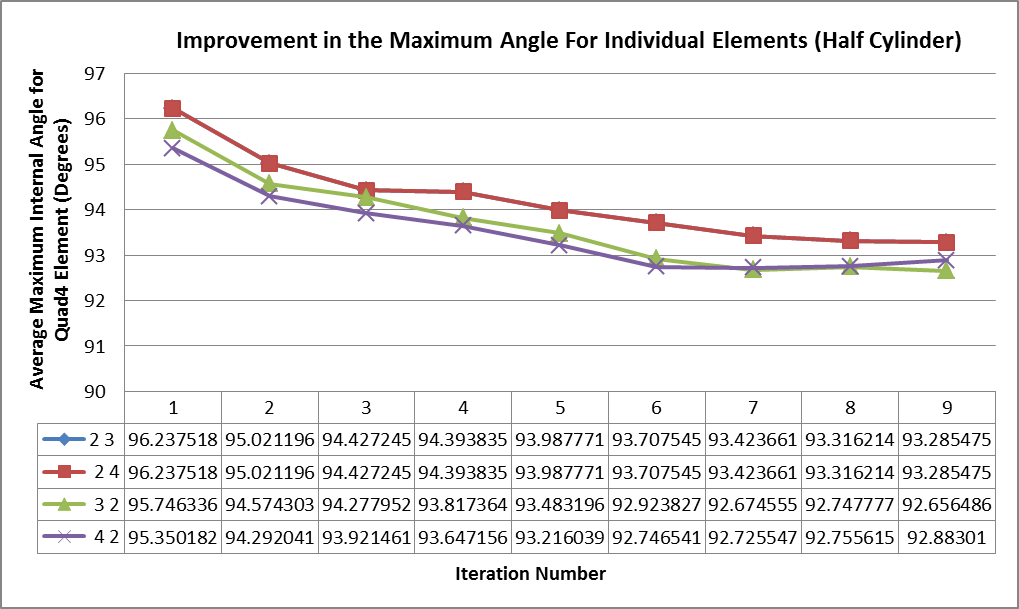 Improvement in the Maximum Angle For Individual Elements (Half Cylinder)
Average Maximum Internal Angle for
Quad4 Element (Degrees)
97
96
95
94
93
92
91
90
1 2 3 4 5 6 7 8 9
2 3 96.237518 95.021196 94.427245 94.393835 93.987771 93.707545 93.423661 93.316214 93.285475
2 4 96.237518 95.021196 94.427245 94.393835 93.987771 93.707545 93.423661 93.316214 93.285475
3 2 95.746336 94.574303 94.277952 93.817364 93.483196 92.923827 92.674555 92.747777 92.656486
4 2 95.350182 94.292041 93.921461 93.647156 93.216039 92.746541 92.725547 92.755615 92.88301
Iteration Number